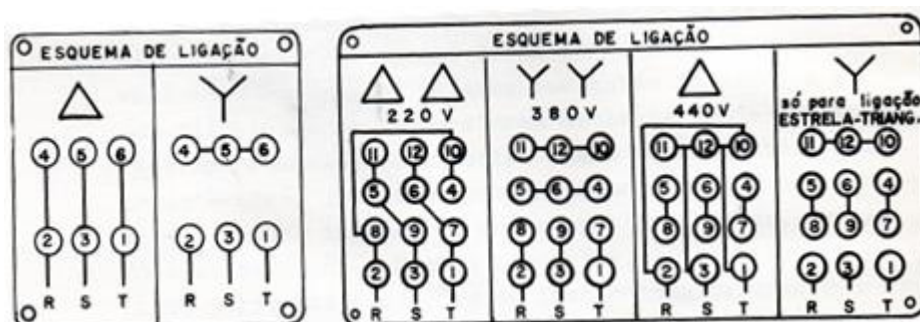 ESQUEMA DE LIGAÇÃO
4 5 6
2 3 1
R S T
4 5 6
2 3 1
R S T
ESQUEMA DE LIGAÇÃO
220V
11 12 10
5 6 4
8 9 7
2 3 1
R S T
380V
11 12 10
5 6 4
8 9 7
2 3 1
R S T
440V
11 12 10
5 6 4
8 9 7
2 3 1
R S T
só para ligação
ESTRELA-TRIANG.
11 12 10
5 6 4
8 9 7
2 3 1
R S T